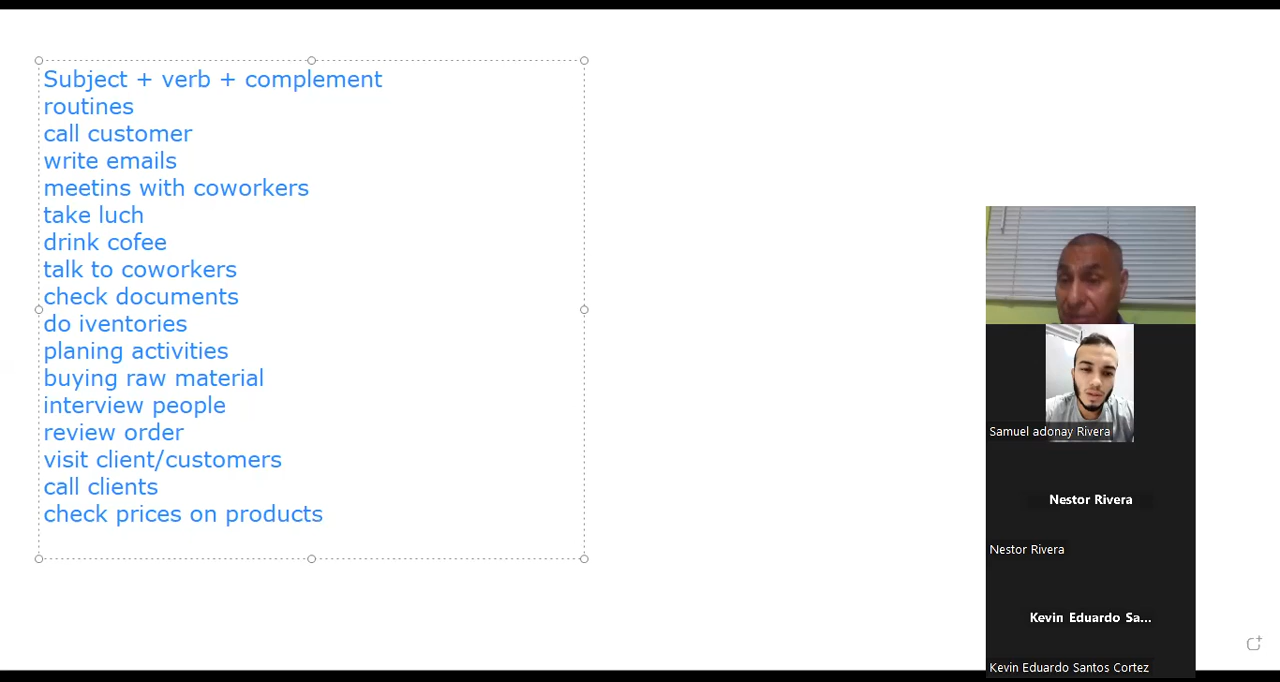 Subject + verb + complement
routines
call customer
write emails
meetins with coworkers
take luch
drink cofee
talk to coworkers
check documents
do iventories
planing activities
buying raw material
interview people
review order
visit client/customers
call clients
check prices on products
Samuel adonay Rivera
Nestor Rivera
Nestor Rivera
Kevin Eduardo Sa...
Kevin Eduardo Santos Cortez